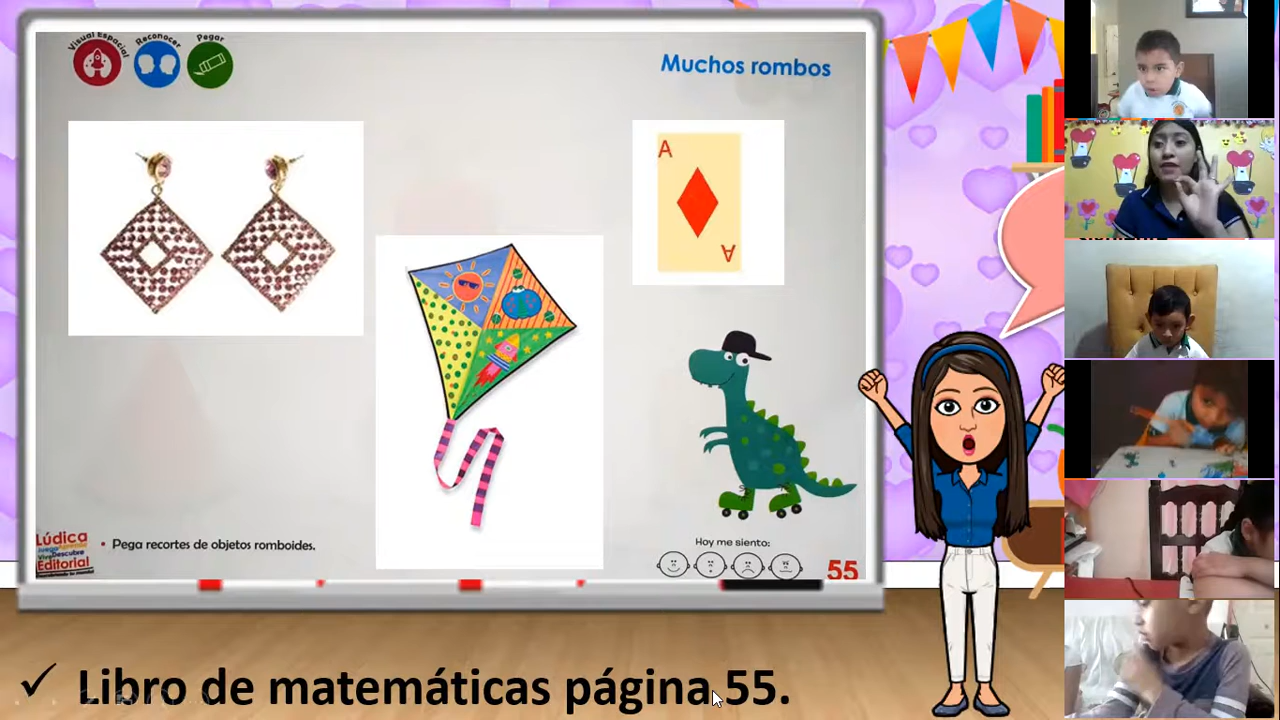 Visual Espacial
Reconocer
Pegar
Muchos rombos
A
A
Lúdica
Editorial
• Pega recortes de objetos romboides.
Hoy me siento:
55
✓ Libro de matemáticas página 55.